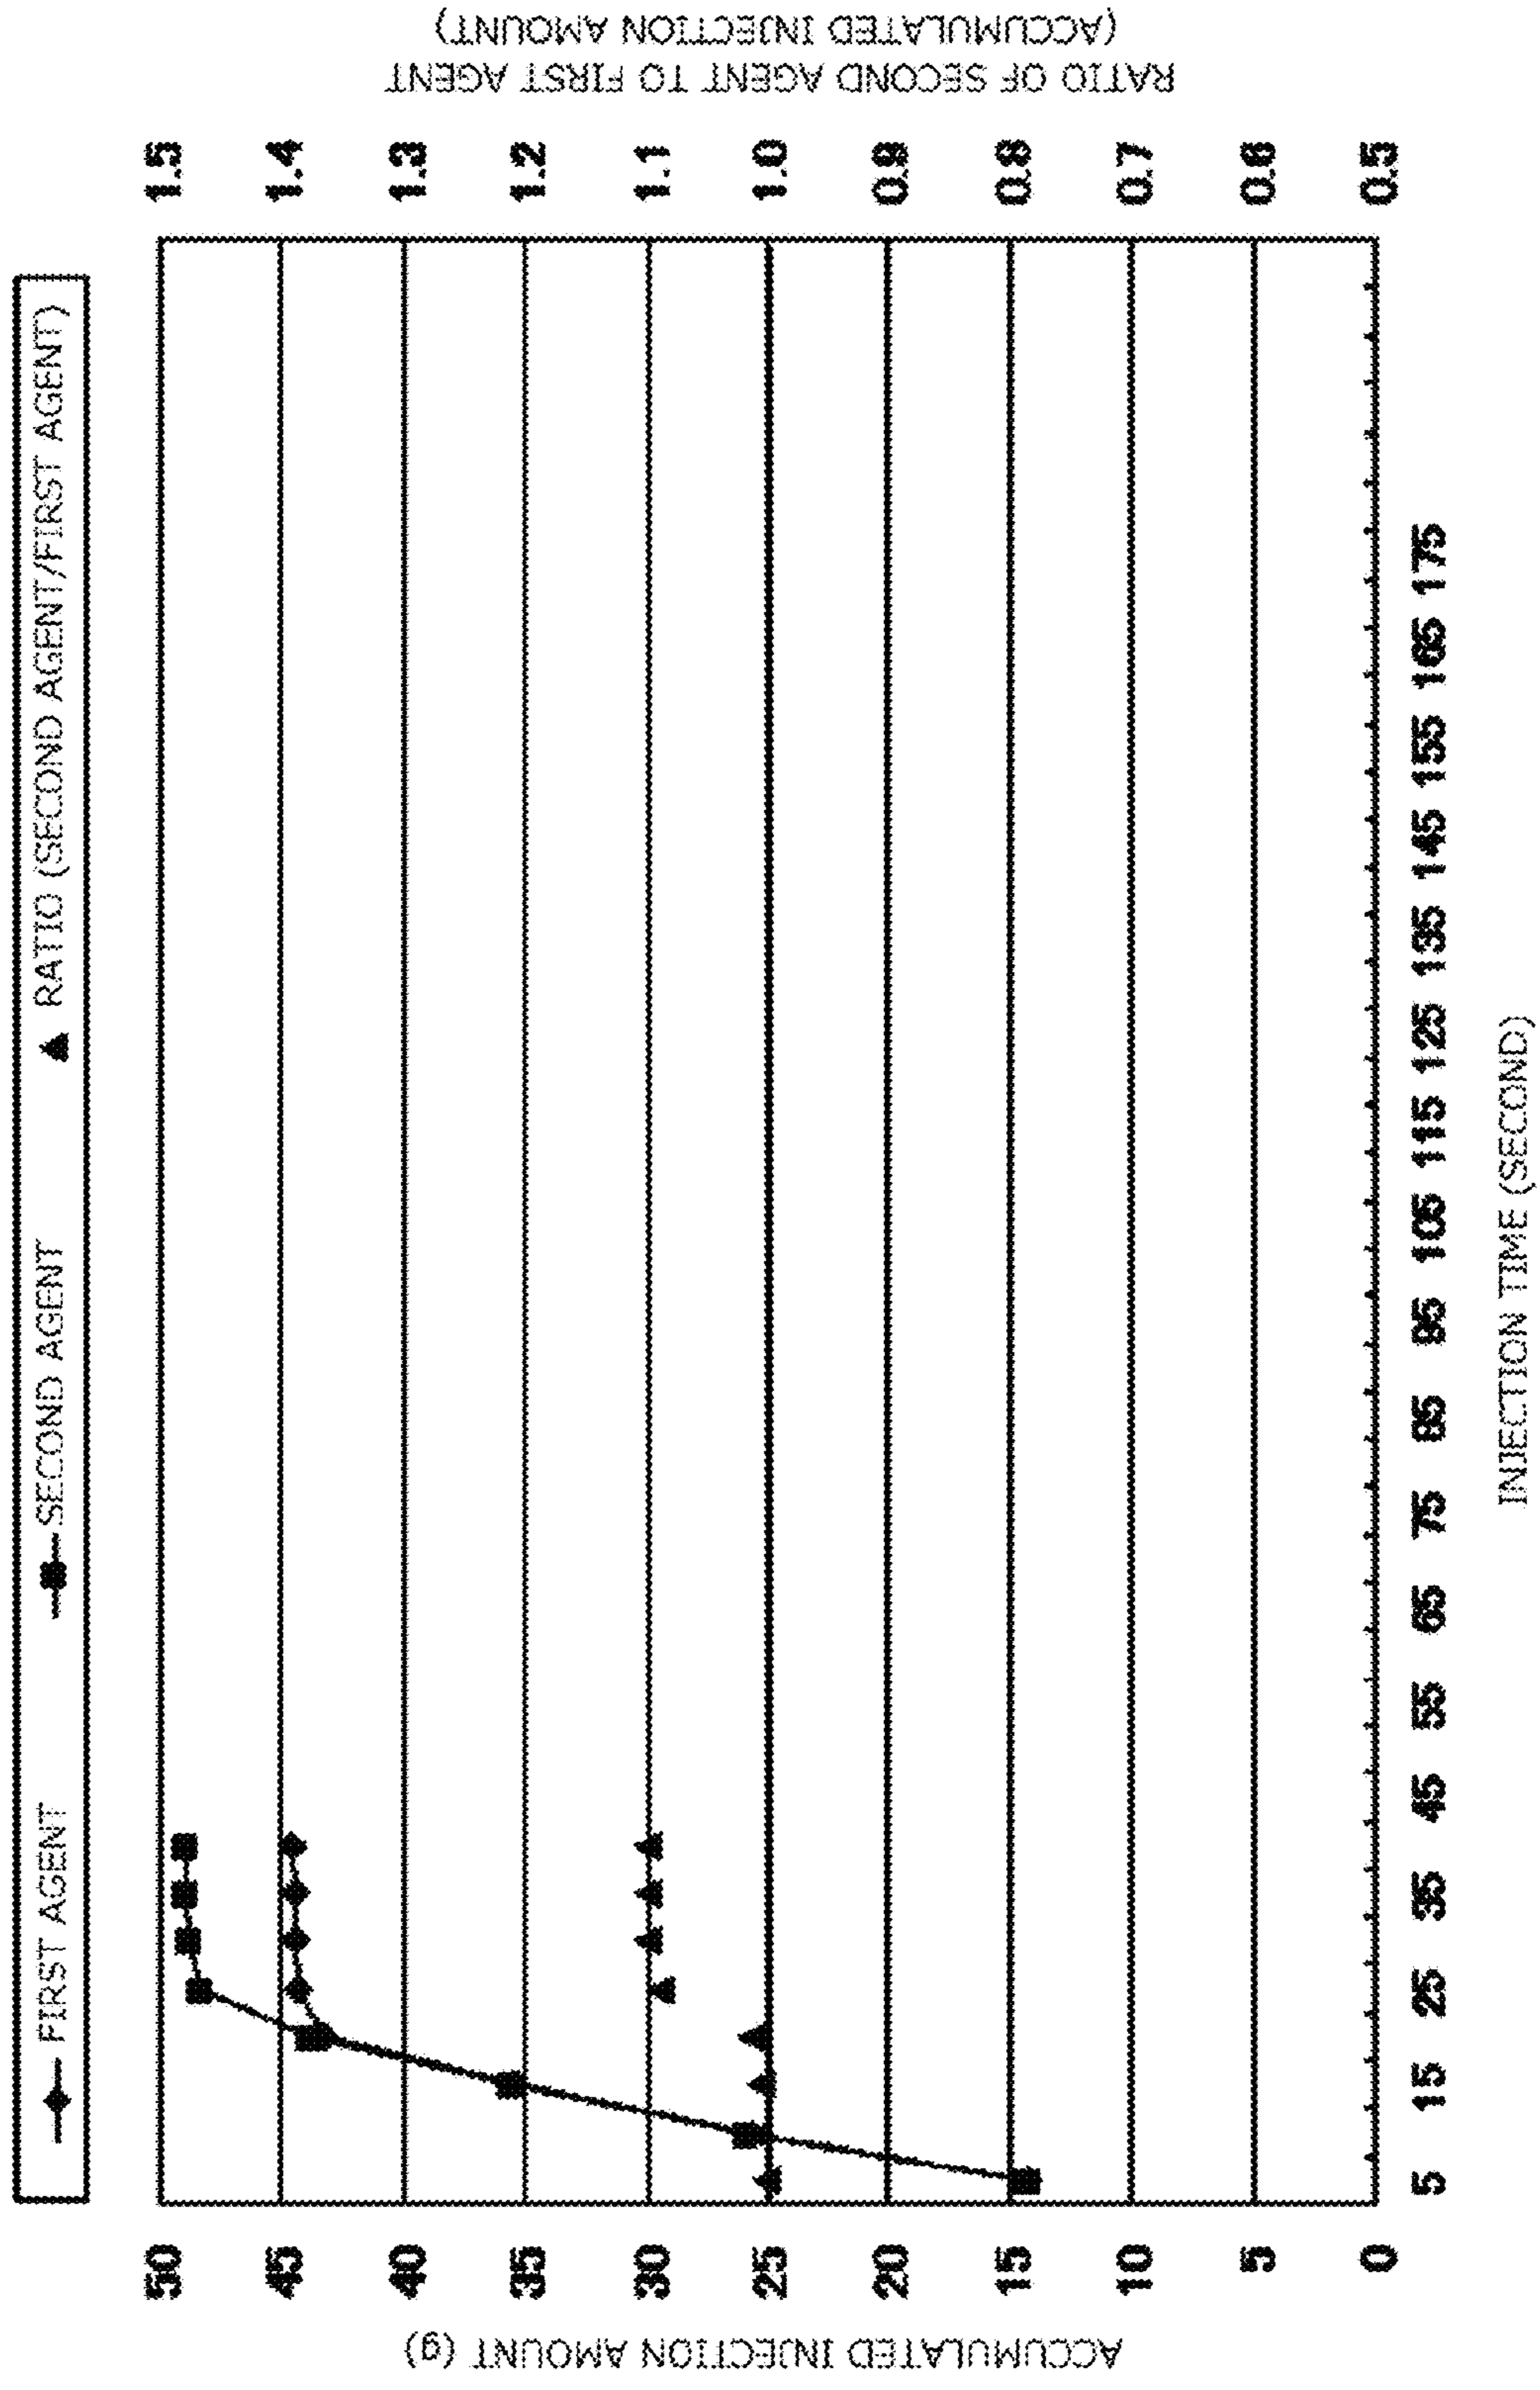 FIRST AGENT
SECOND AGENT
RATIO (SECOND AGENT/FIRST AGENT)
ACCUMULATED INJECTION AMOUNT (g)
50
45
40
35
30
25
20
15
10
5
0
1.5
1.4
1.3
1.2
1.1
1.0
0.9
0.8
0.7
0.6
0.5
RATIO OF SECOND AGENT TO FIRST AGENT
(ACCUMULATED INJECTION AMOUNT)
5 15 25 35 45 55 65 75 85 95 105 115 125 135 145 155 165 175
INJECTION TIME (SECOND)